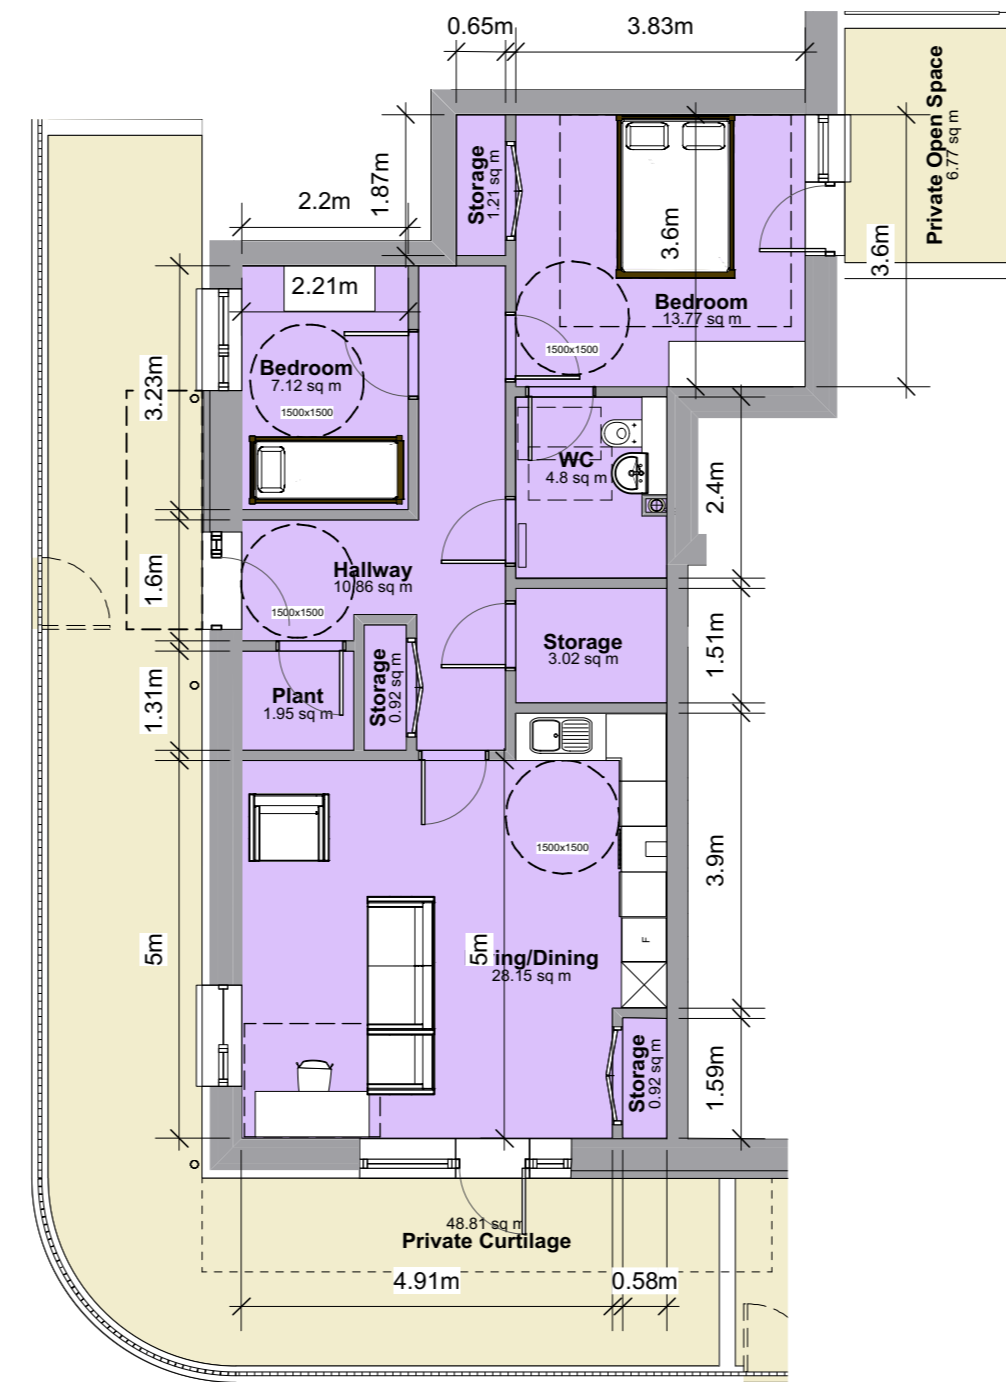 0.65m
3.83m
Private Open Space
6.77 sq m
1.87m
2.2m
Storage
1.21 sq m
3.6m
3.6m
2.21m
Bedroom
13.77 sq m
1500x1500
Bedroom
7.12 sq m
1500x1500
3.23m
WC
4.8 sq m
2.4m
Hallway
10.86 sq m
1500x1500
1.6m
Storage
3.02 sq m
1.51m
Plant
1.95 sq m
Storage
0.92 sq m
1.31m
1500x1500
3.9m
F
5m
5m
ing/Dining
28.15 sq m
Storage
0.92 sq m
1.59m
48.81 sq m
Private Curtilage
4.91m
0.58m